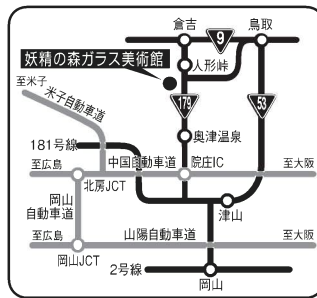 倉吉
9
鳥取
人形峠
妖精の森ガラス美術館
至米子
米子自動車道
179
53
奥津温泉
181号線
至広島
中国自動車道
院庄IC
至大阪
北房JCT
岡山
自動車道
津山
至広島
山陽自動車道
至大阪
岡山JCT
2号線
岡山